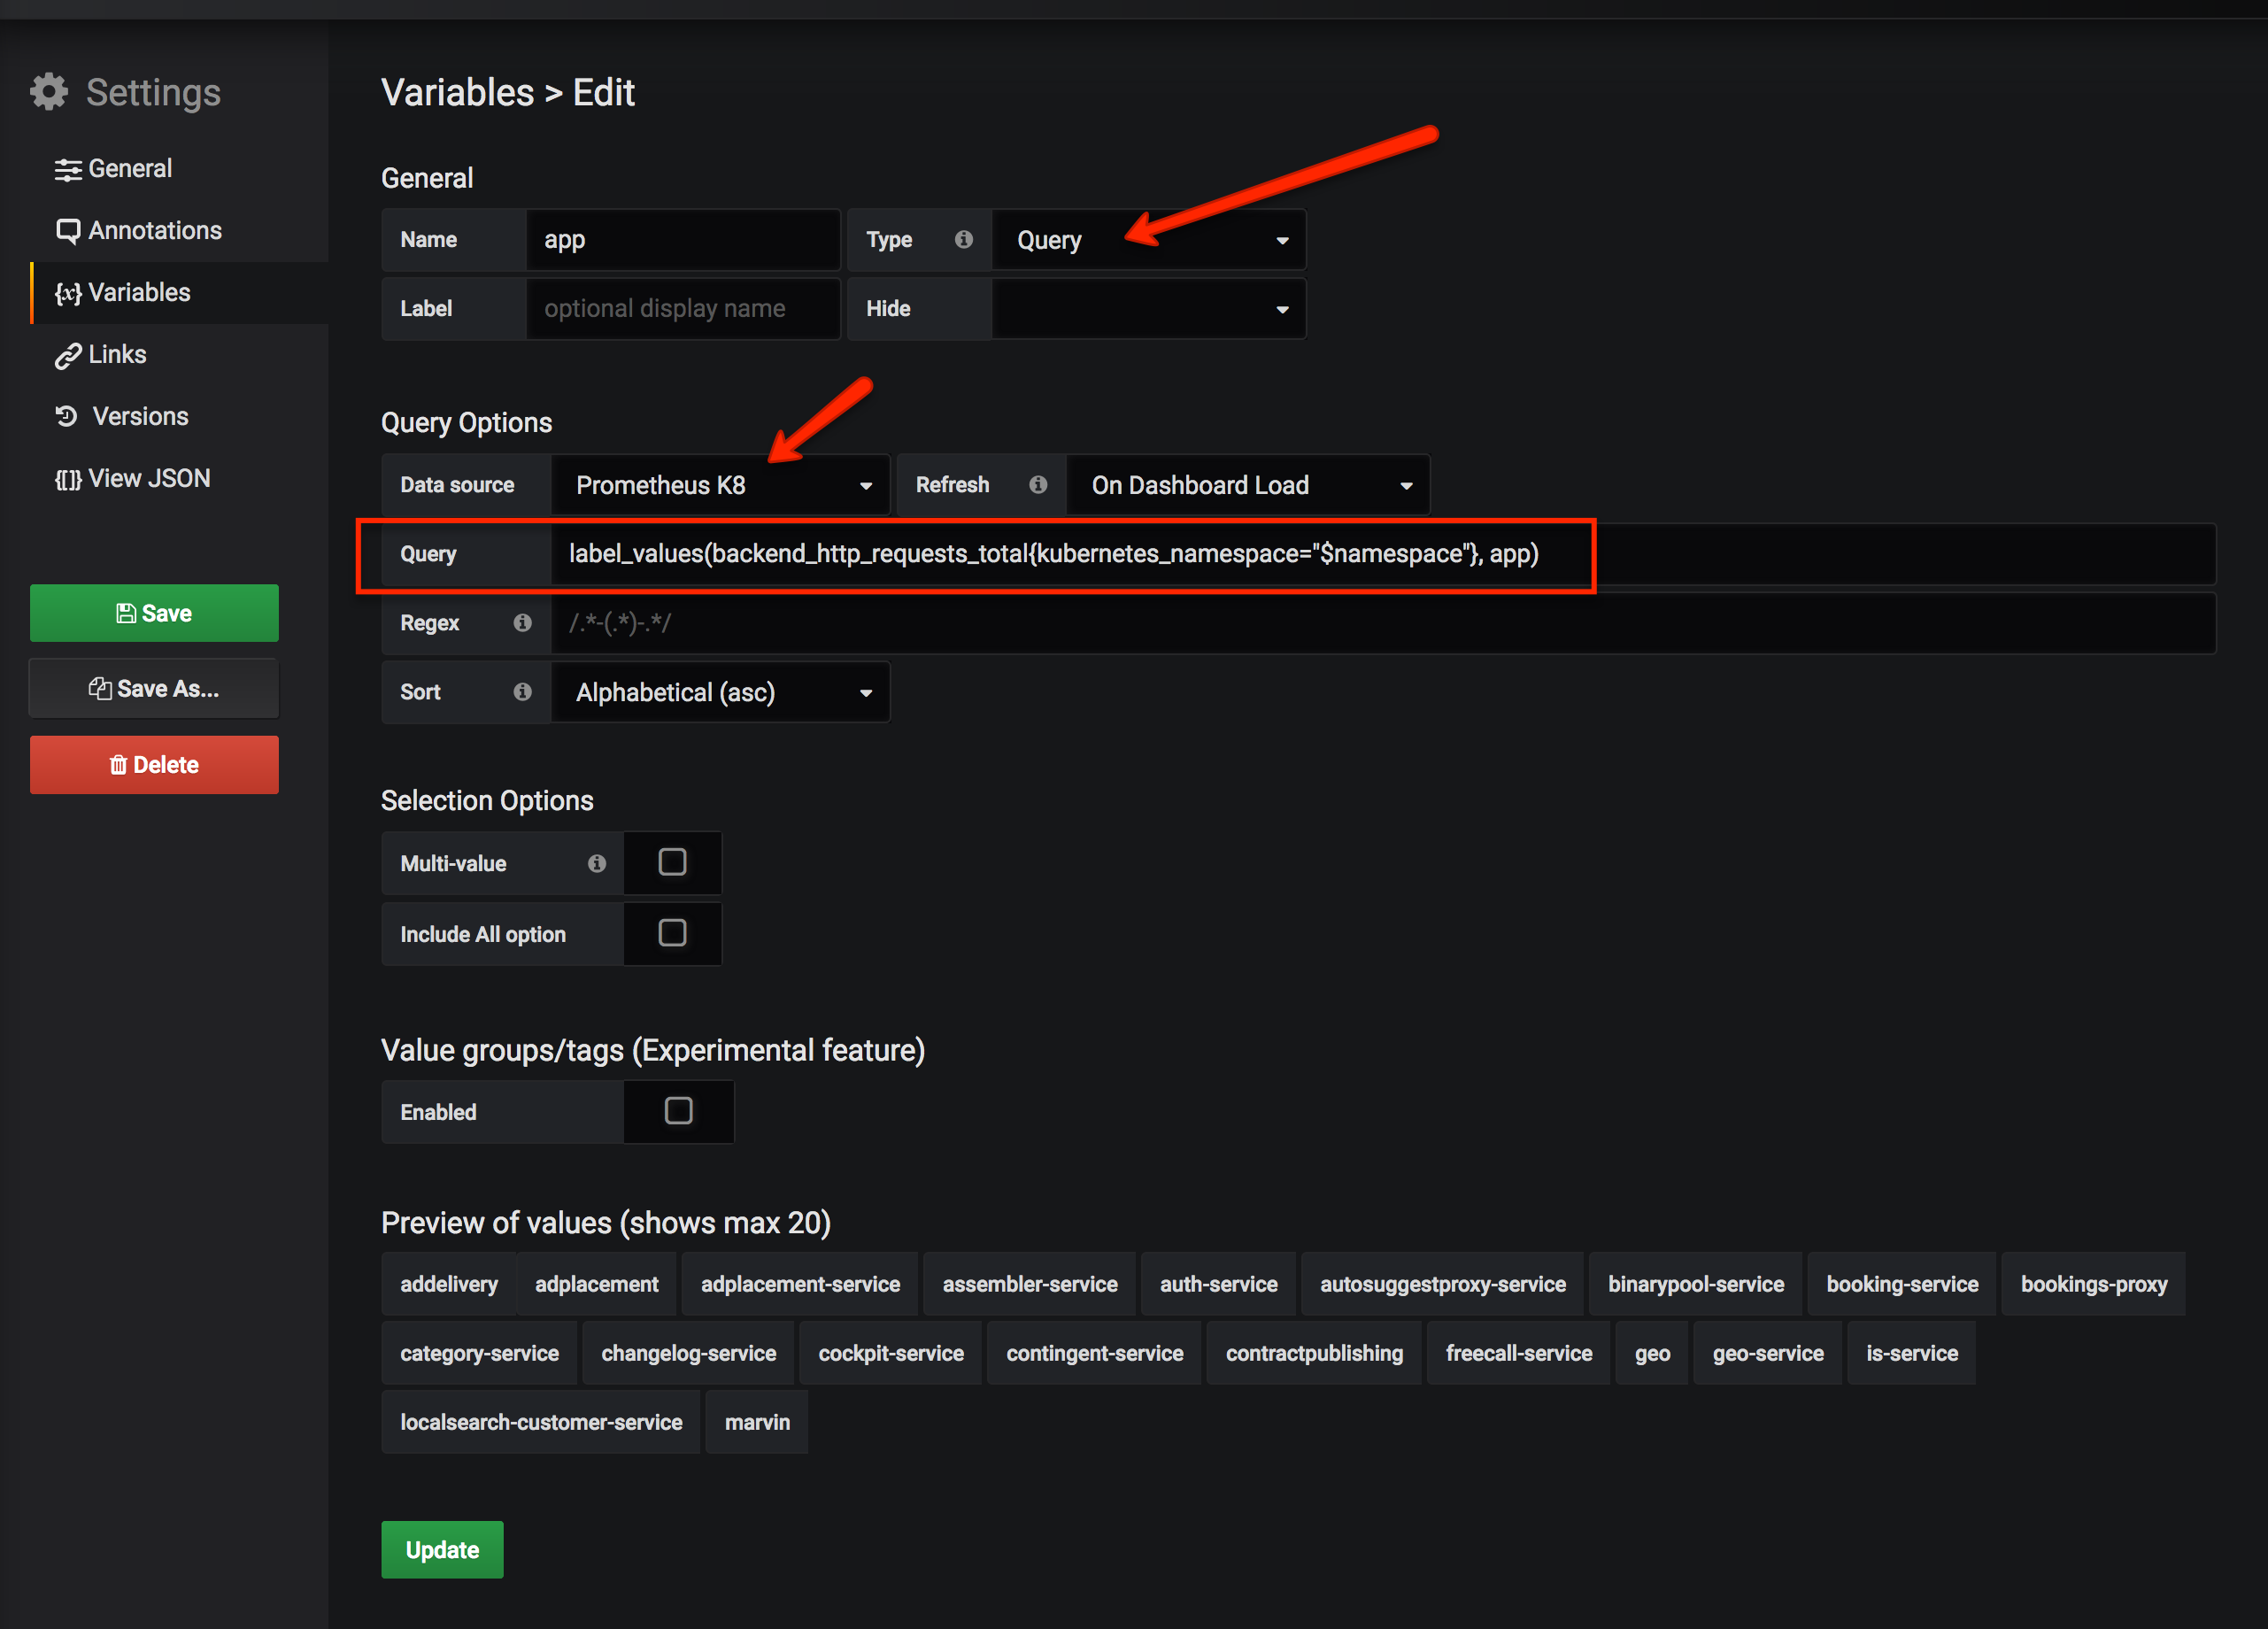 Settings
General
Annotations
{x} Variables
Links
Versions
{[]} View JSON
Save
Save As...
Delete
Variables > Edit
General
Name app Type Query
Label optional display name Hide
Query Options
Data source Prometheus K8 Refresh On Dashboard Load
Query label_values(backend_http_requests_total{kubernetes_namespace="$namespace"}, app)
Regex /.*-(.*)-.*/
Sort Alphabetical (asc)
Selection Options
Multi-value
Include All option
Value groups/tags (Experimental feature)
Enabled
Preview of values (shows max 20)
addelivery adplacement adplacement-service assembler-service auth-service autosuggestproxy-service binarypool-service booking-service bookings-proxy
category-service changelog-service cockpit-service contingent-service contractpublishing freecall-service geo geo-service is-service
localsearch-customer-service marvin
Update